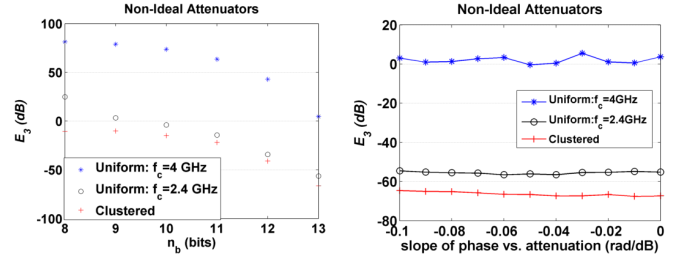 Non-Ideal Attenuators
100
50
0
-50
-100
E3 (dB)
Uniform: fc=4 GHz
Uniform: fc=2.4 GHz
Clustered
8 9 10 11 12 13
nb (bits)
Non-Ideal Attenuators
20
0
-20
-40
-60
80
E3 (dB)
Uniform:fc=4GHz
Uniform:fc=2.4GHz
Clustered
-0.1 -0.08 -0.06 -0.04 -0.02 0
slope of phase vs. attenuation (rad/dB)